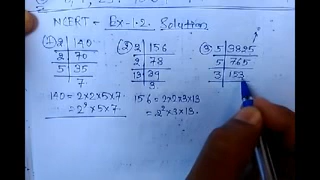 NCERT - Ex-1.2. Solution
(1) 2 | 140
2 | 70
5 | 35
7
140 = 2×2×5×7
= 2²×5×7.
(2) 2 | 156
2 | 78
13 | 39
3
156 = 2×2×3×13
= 2²×3×13.
(3) 5 | 3825
5 | 765
3 | 153